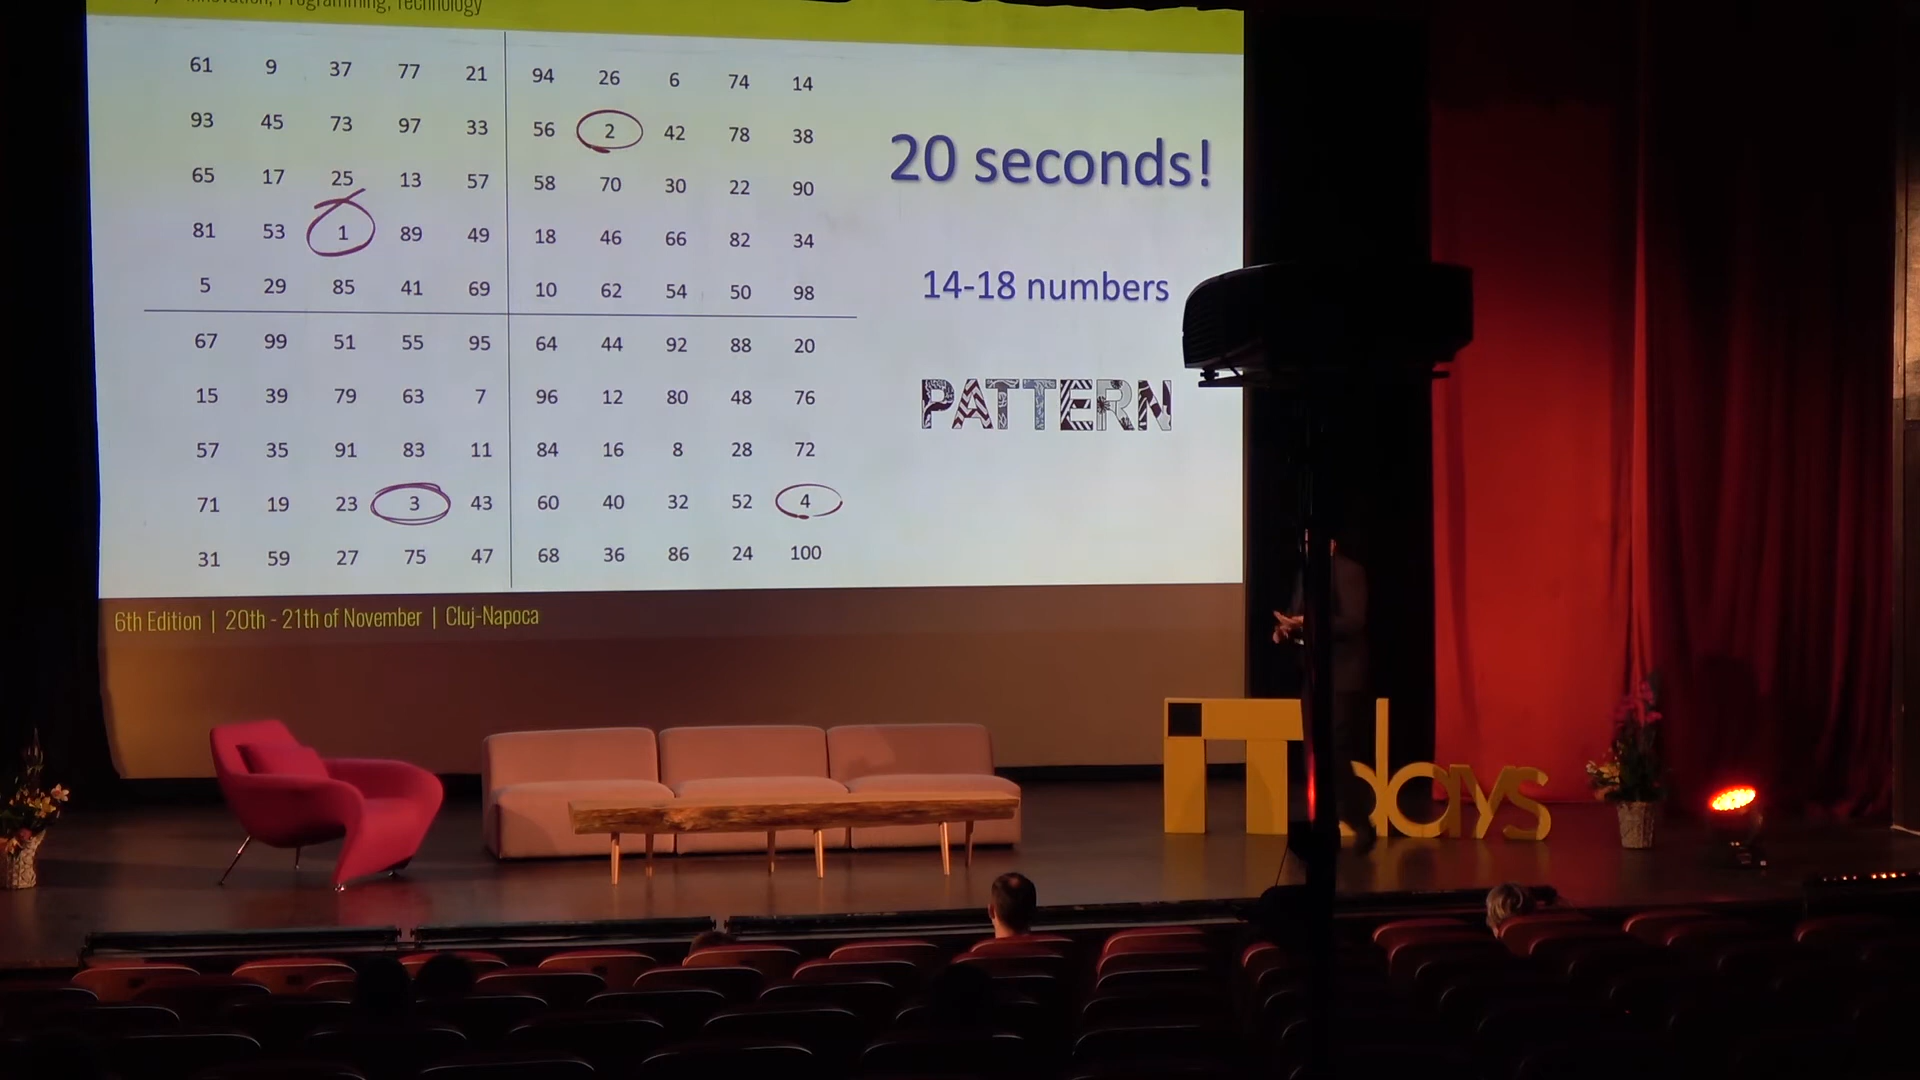 Innovation, Programming, Technology
61 9 37 77 21 94 26 6 74 14
93 45 73 97 33 56 2 42 78 38
65 17 25 13 57 58 70 30 22 90
81 53 1 89 49 18 46 66 82 34
5 29 85 41 69 10 62 54 50 98
67 99 51 55 95 64 44 92 88 20
15 39 79 63 7 96 12 80 48 76
57 35 91 83 11 84 16 8 28 72
71 19 23 3 43 60 40 32 52 4
31 59 27 75 47 68 36 86 24 100
20 seconds!
14-18 numbers
PATTERN
6th Edition | 20th - 21th of November | Cluj-Napoca
IT days